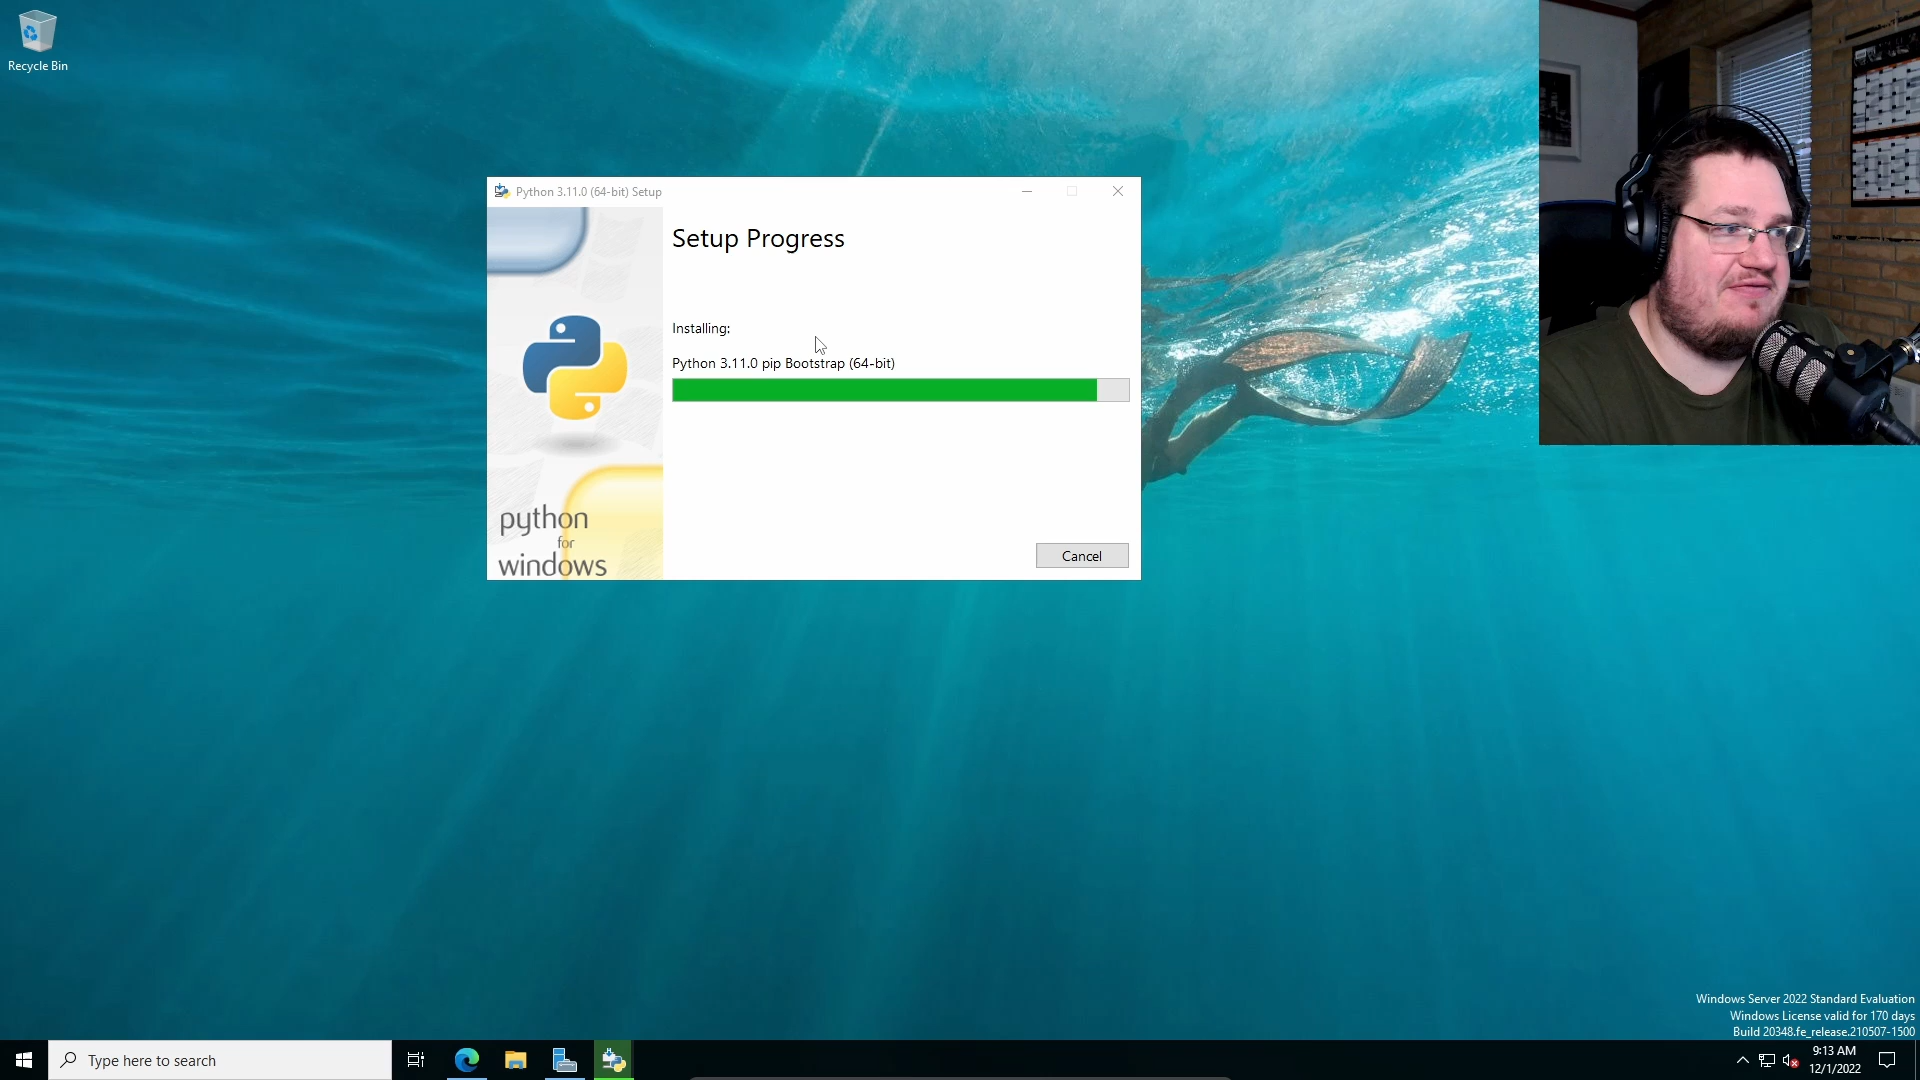 Recycle Bin
Python 3.11.0 (64-bit) Setup
Setup Progress
Installing:
Python 3.11.0 pip Bootstrap (64-bit)
python
for
windows
Cancel
Windows Server 2022 Standard Evaluation
Windows License valid for 170 days
Build 20348.fe_release.210507-1500
Type here to search
9:13 AM
12/1/2022